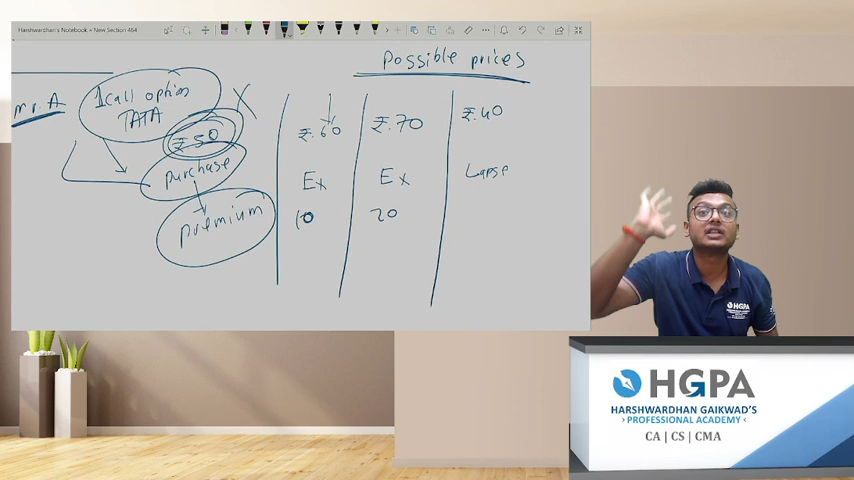 Harshwardhan's Notebook » New Section 464
Possible prices
mr. A
1 Call option
TATA
X
₹50
purchase
premium
₹.60
₹.70
₹.40
Ex
Ex
Lapse
10
20
HGPA
HGPA
HARSHWARDHAN GAIKWAD'S
› PROFESSIONAL ACADEMY ‹
CA | CS | CMA